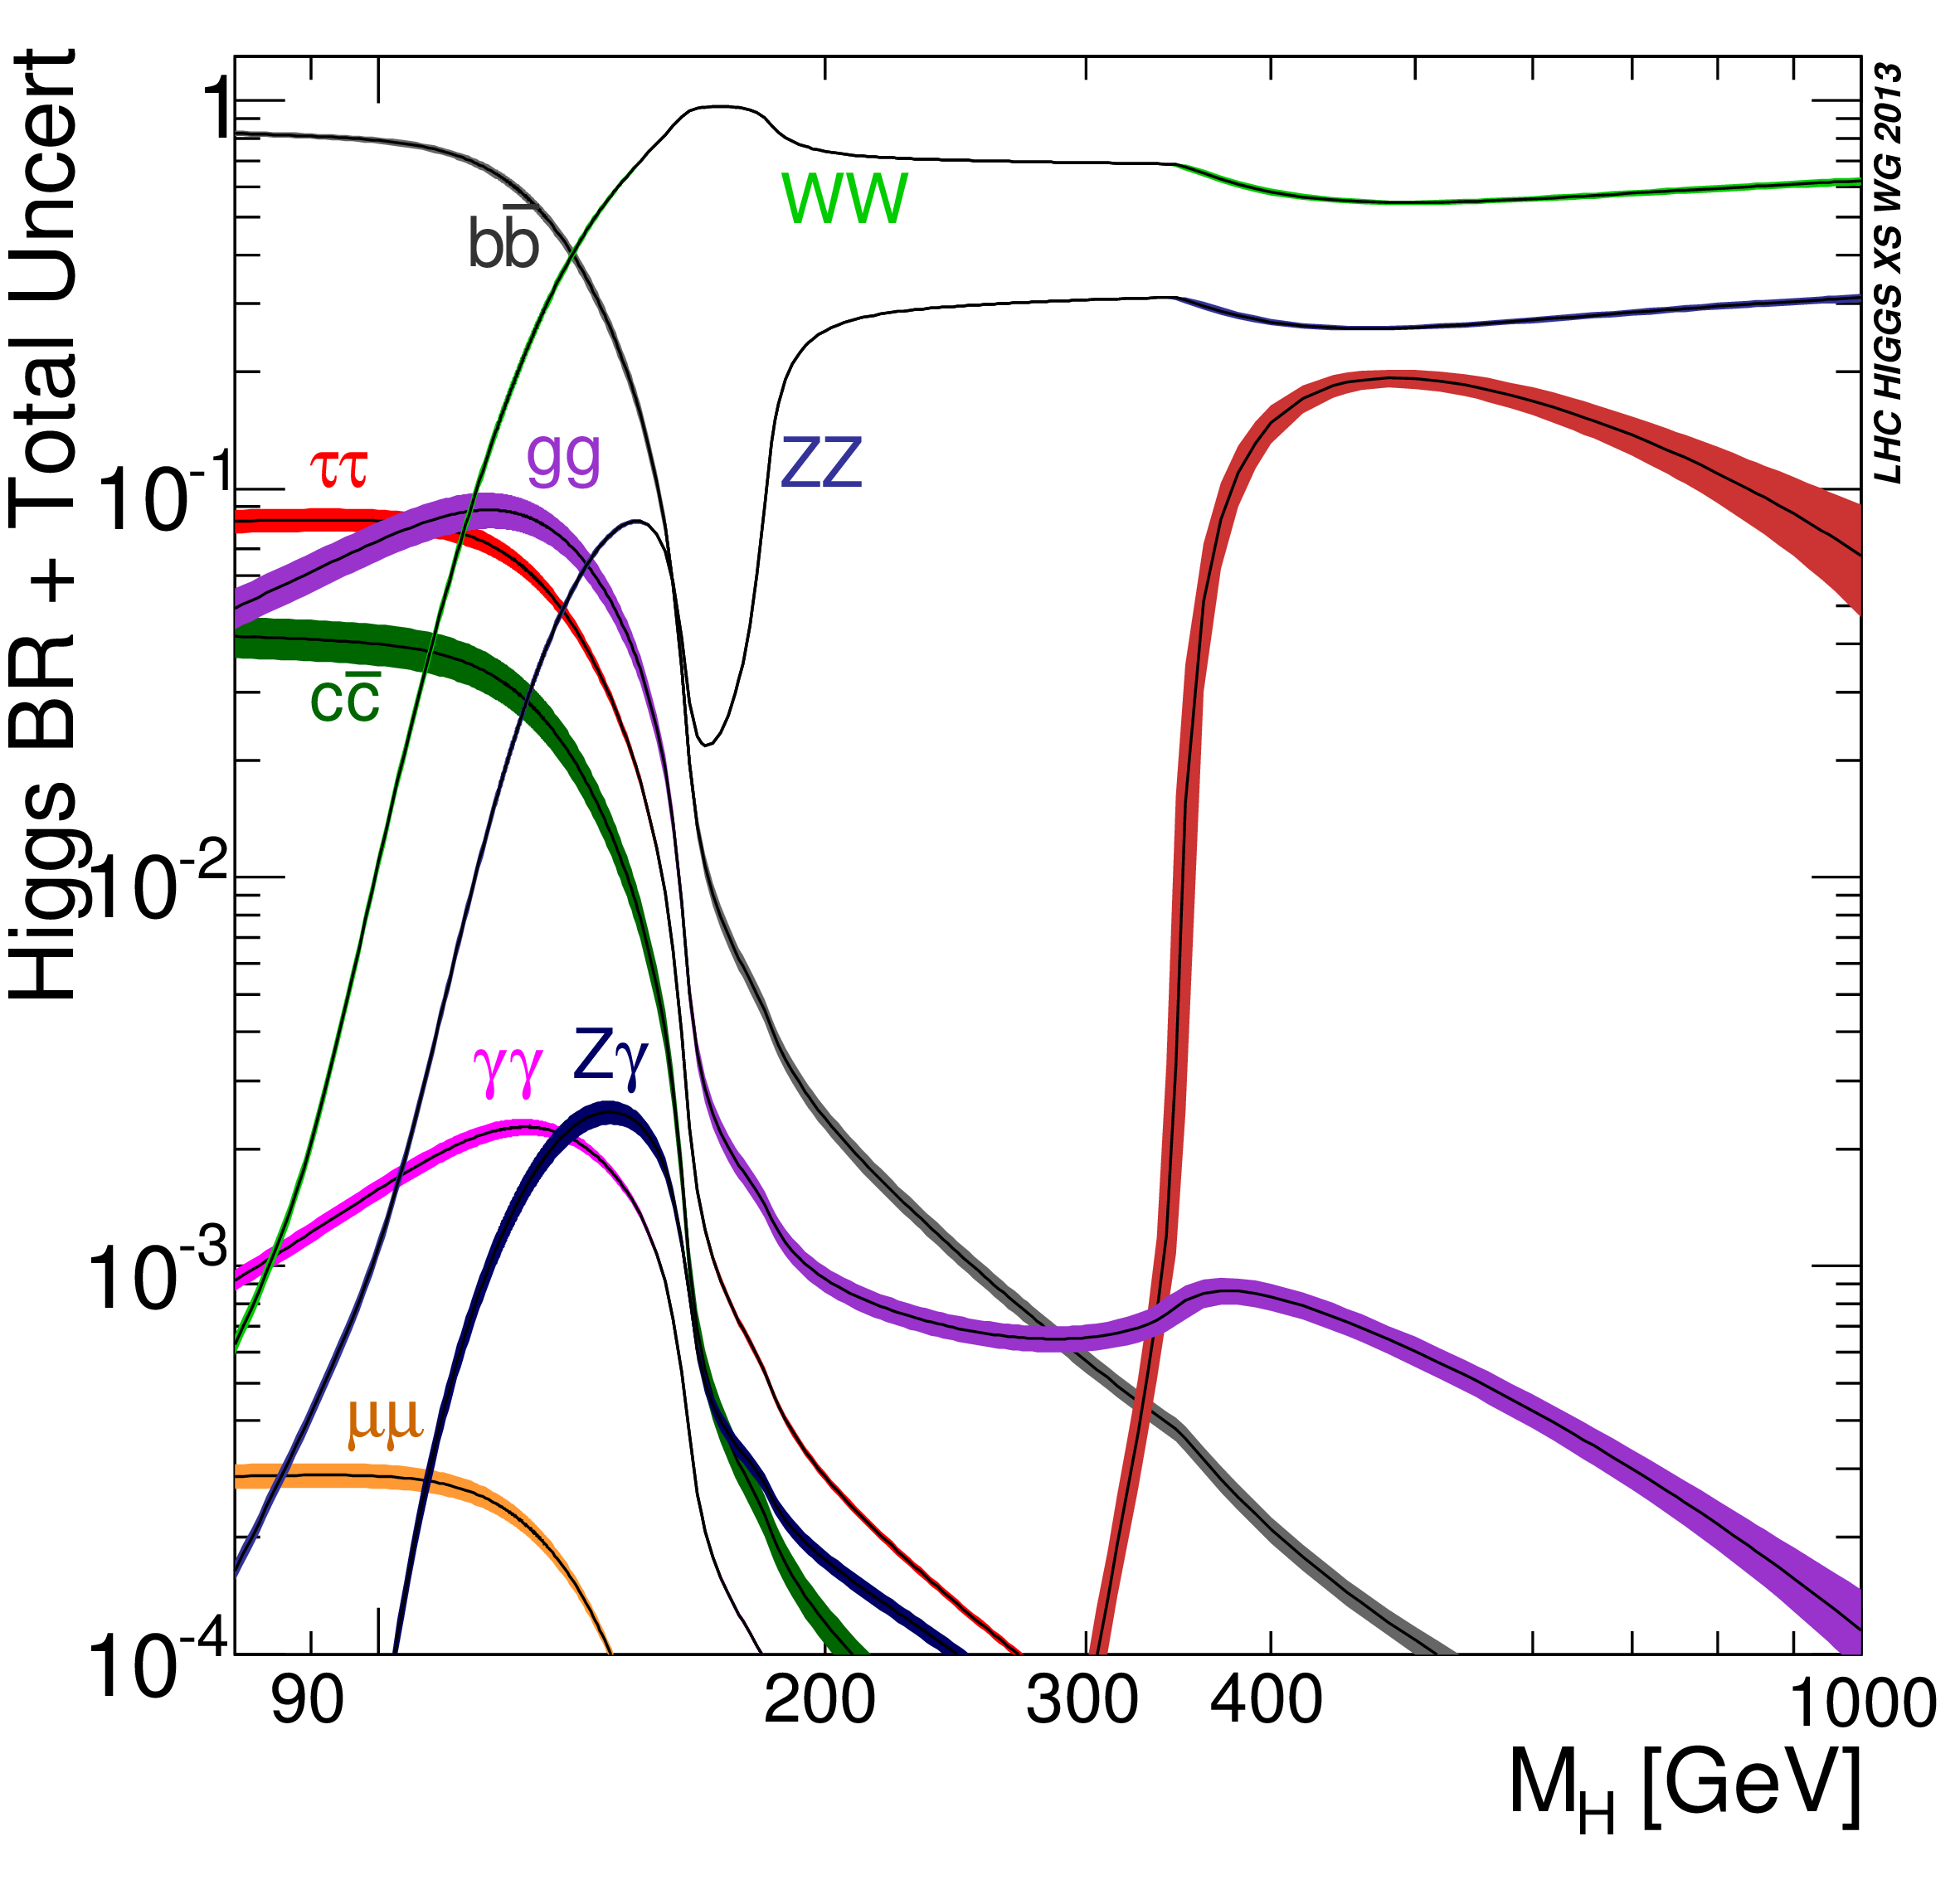 Higgs BR + Total Uncert
LHC HIGGS XS WG 2013
1
10⁻¹
10⁻²
10⁻³
10⁻⁴
WW
bb̅
ττ
gg
ZZ
cc̅
γγ
Zγ
μμ
90
200
300
400
1000
M_H [GeV]